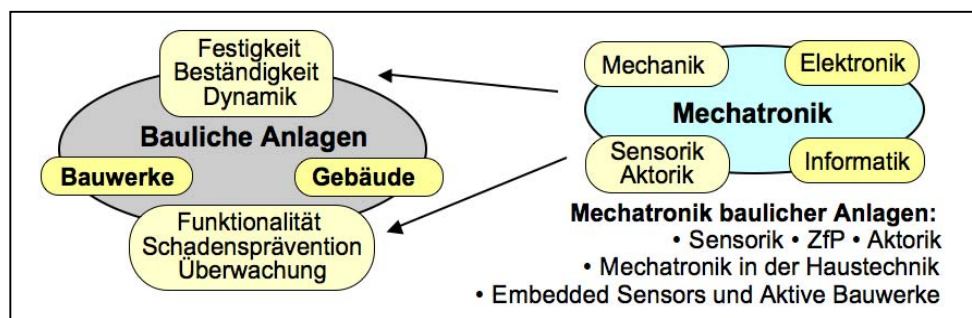 Festigkeit
Beständigkeit
Dynamik
Bauliche Anlagen
Bauwerke
Gebäude
Funktionalität
Schadensprävention
Überwachung
Mechanik
Elektronik
Mechatronik
Sensorik
Aktorik
Informatik
Mechatronik baulicher Anlagen:
• Sensorik • ZfP • Aktorik
• Mechatronik in der Haustechnik
• Embedded Sensors und Aktive Bauwerke